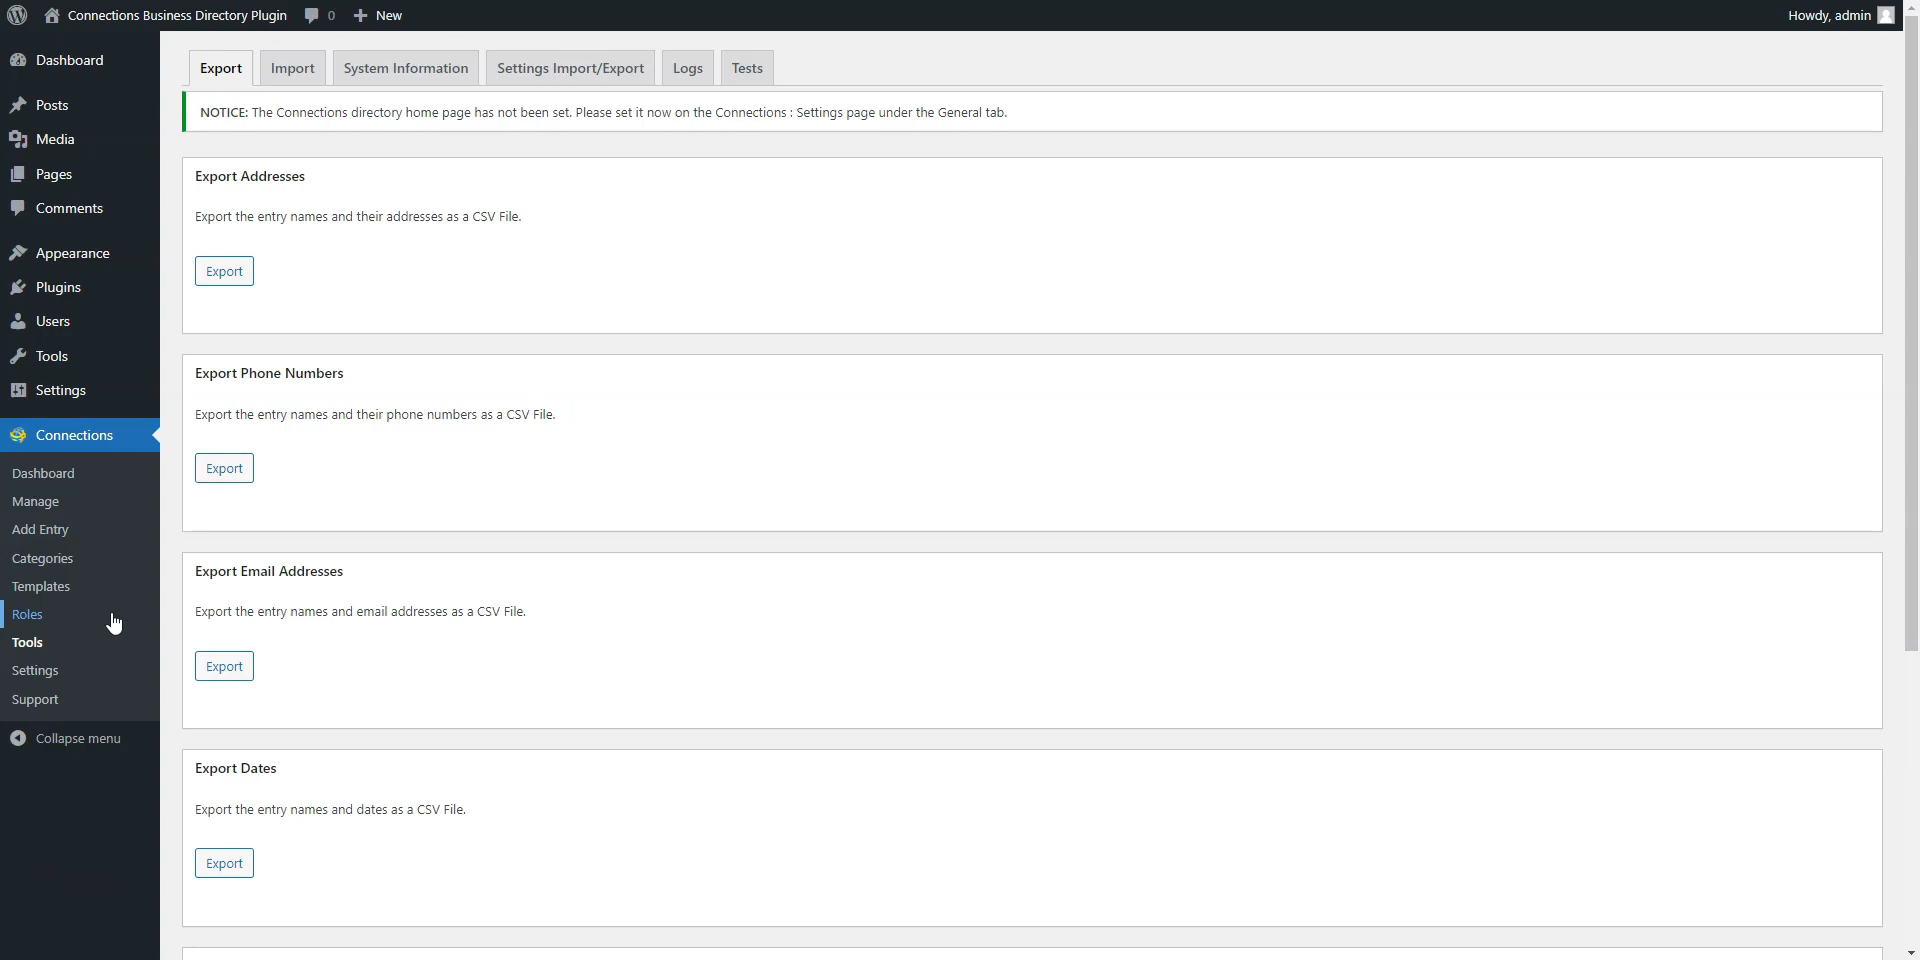 Connections Business Directory Plugin 0 New Howdy, admin
Dashboard
Posts
Media
Pages
Comments
Appearance
Plugins
Users
Tools
Settings
Connections
Dashboard
Manage
Add Entry
Categories
Templates
Roles
Tools
Settings
Support
Collapse menu
Export Import System Information Settings Import/Export Logs Tests
NOTICE: The Connections directory home page has not been set. Please set it now on the Connections : Settings page under the General tab.
Export Addresses
Export the entry names and their addresses as a CSV File.
Export
Export Phone Numbers
Export the entry names and their phone numbers as a CSV File.
Export
Export Email Addresses
Export the entry names and email addresses as a CSV File.
Export
Export Dates
Export the entry names and dates as a CSV File.
Export